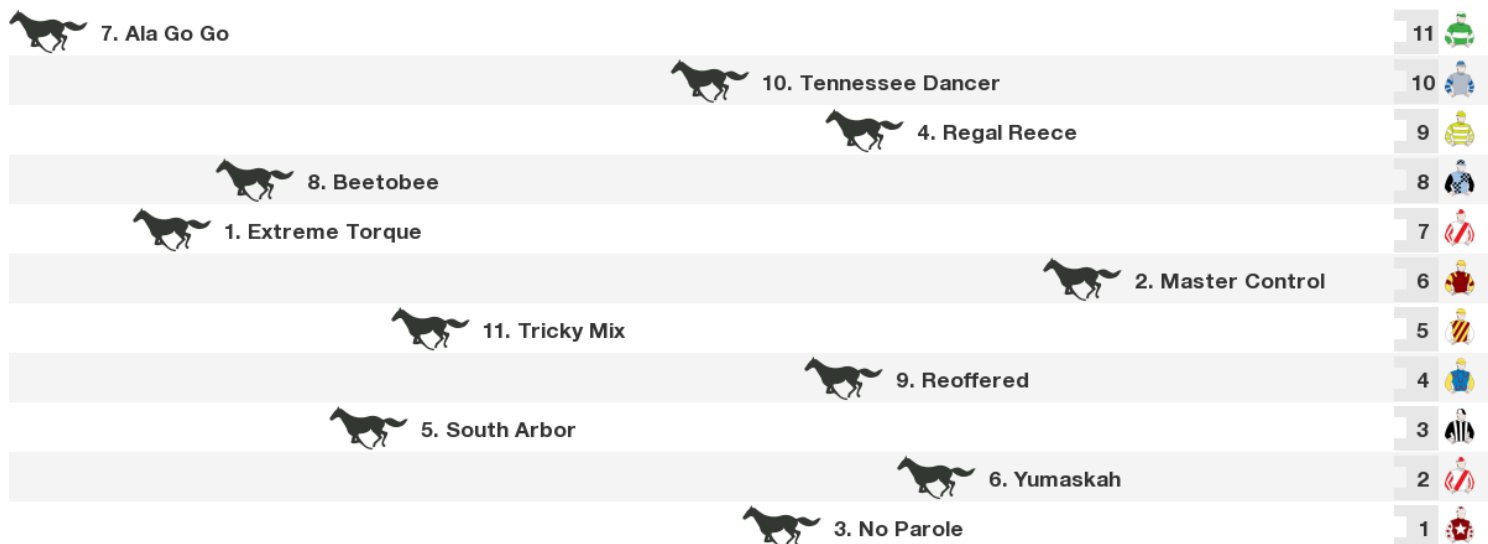 7. Ala Go Go 11
10. Tennessee Dancer 10
4. Regal Reece 9
8. Beetobee 8
1. Extreme Torque 7
2. Master Control 6
11. Tricky Mix 5
9. Reoffered 4
5. South Arbor 3
6. Yumaskah 2
3. No Parole 1